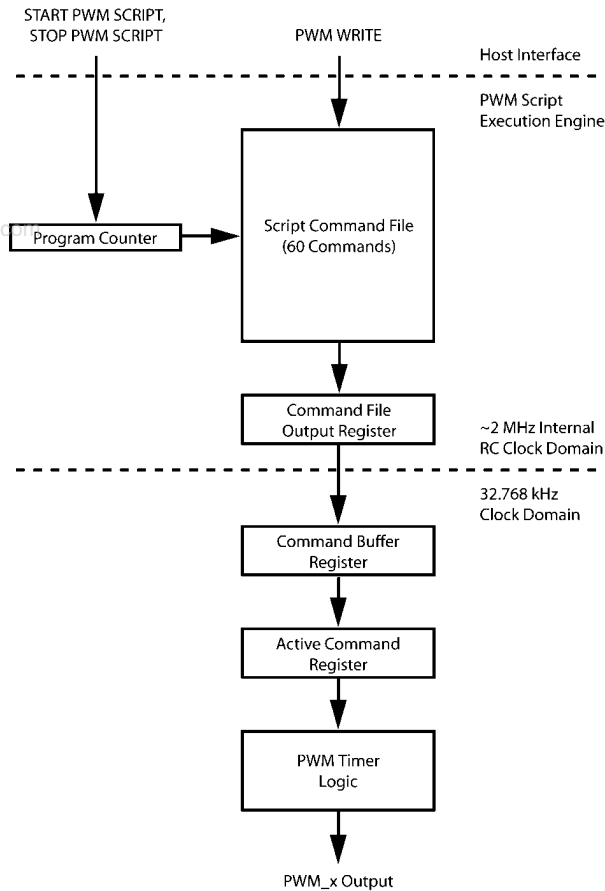 START PWM SCRIPT,
STOP PWM SCRIPT
PWM WRITE
Host Interface
PWM Script
Execution Engine
Script Command File
(60 Commands)
com
Program Counter
Command File
Output Register
~2 MHz Internal
RC Clock Domain
32.768 kHz
Clock Domain
Command Buffer
Register
Active Command
Register
PWM Timer
Logic
PWM_x Output